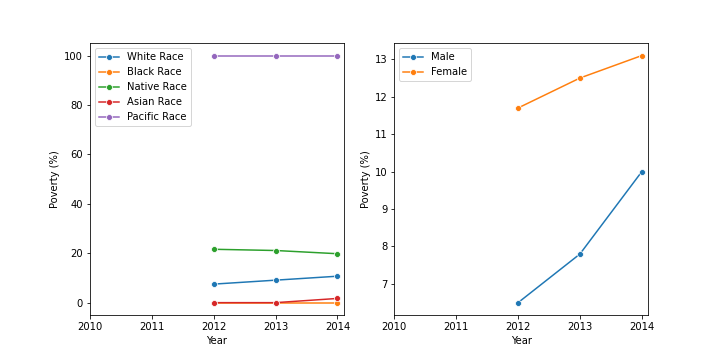 100
80
60
40
20
0
Poverty (%)
2010 2011 2012 2013 2014
Year
White Race
Black Race
Native Race
Asian Race
Pacific Race
13
12
11
10
9
8
7
Poverty (%)
2010 2011 2012 2013 2014
Year
Male
Female